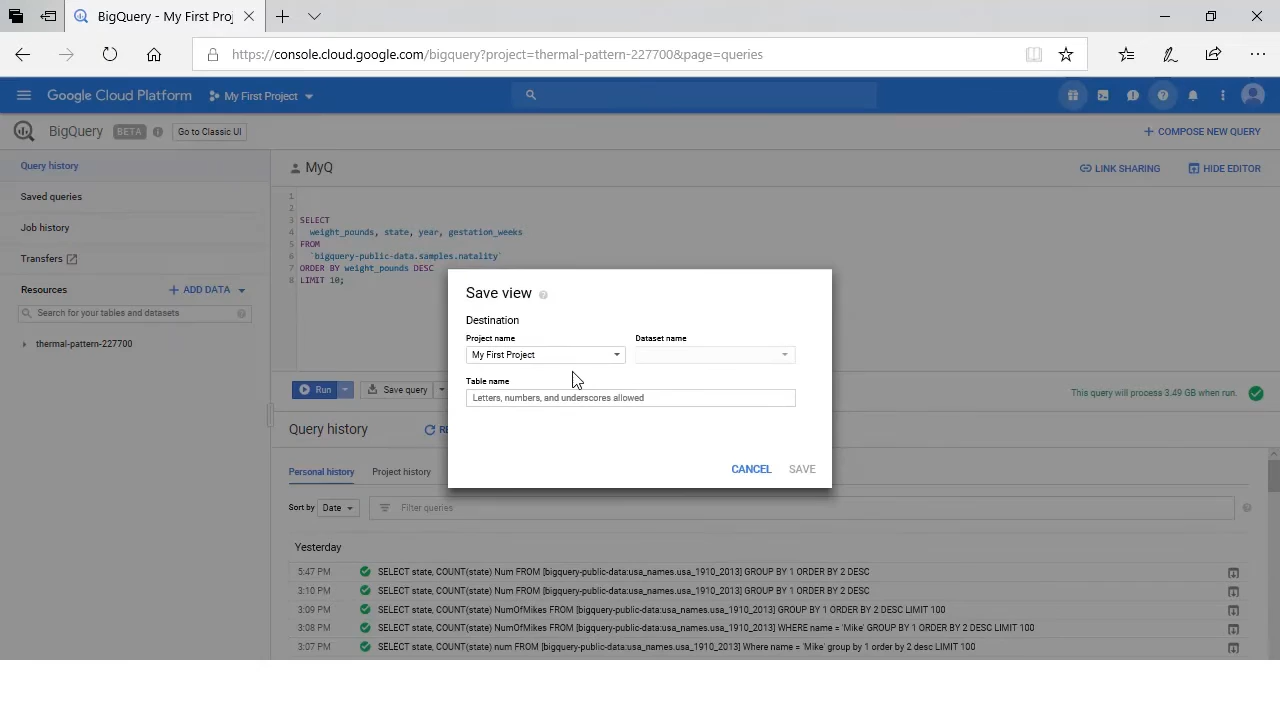 BigQuery - My First Proj
https://console.cloud.google.com/bigquery?project=thermal-pattern-227700&page=queries
Google Cloud Platform My First Project
BigQuery BETA Go to Classic UI COMPOSE NEW QUERY
Query history
Saved queries
Job history
Transfers
Resources ADD DATA
Search for your tables and datasets
thermal-pattern-227700
MyQ LINK SHARING HIDE EDITOR
1
2
3 SELECT
4 weight_pounds, state, year, gestation_weeks
5 FROM
6 `bigquery-public-data.samples.natality`
7 ORDER BY weight_pounds DESC
8 LIMIT 10;
Save view
Destination
Project name Dataset name
My First Project
Table name
Letters, numbers, and underscores allowed
CANCEL SAVE
Run Save query This query will process 3.49 GB when run.
Query history RE
Personal history Project history
Sort by Date Filter queries
Yesterday
5:47 PM SELECT state, COUNT(state) Num FROM [bigquery-public-data:usa_names.usa_1910_2013] GROUP BY 1 ORDER BY 2 DESC
3:10 PM SELECT state, COUNT(state) Num FROM [bigquery-public-data:usa_names.usa_1910_2013] GROUP BY 1 ORDER BY 2 DESC
3:09 PM SELECT state, COUNT(state) NumOfMikes FROM [bigquery-public-data:usa_names.usa_1910_2013] GROUP BY 1 ORDER BY 2 DESC LIMIT 100
3:08 PM SELECT state, COUNT(state) NumOfMikes FROM [bigquery-public-data:usa_names.usa_1910_2013] WHERE name = 'Mike' GROUP BY 1 ORDER BY 2 DESC LIMIT 100
3:07 PM SELECT state, COUNT(state) num FROM [bigquery-public-data:usa_names.usa_1910_2013] Where name = 'Mike' group by 1 order by 2 desc LIMIT 100